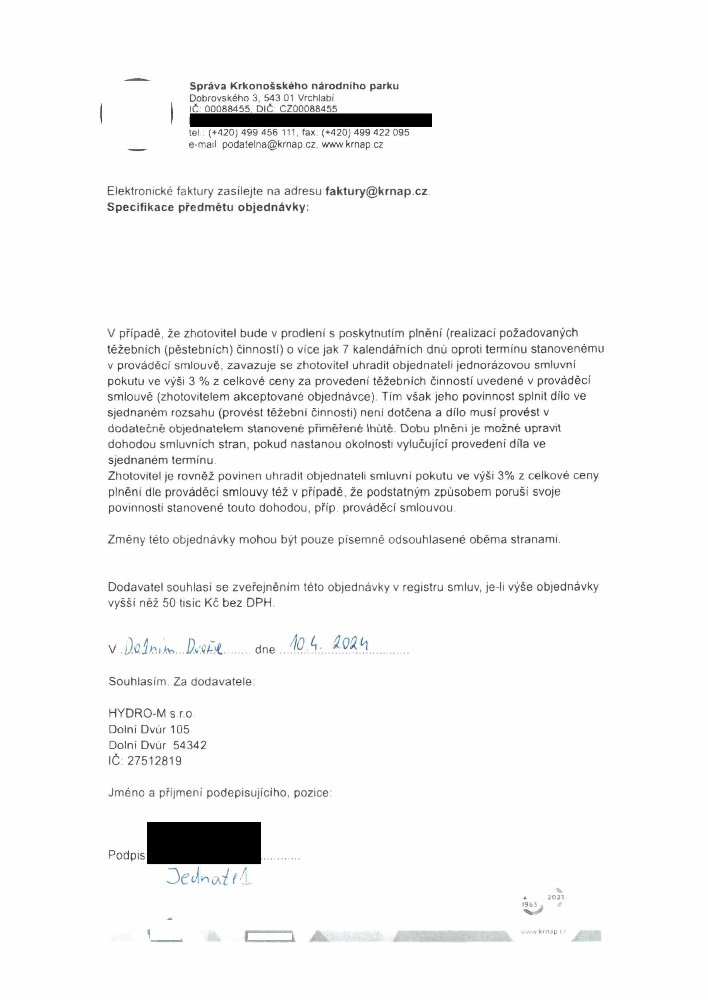 Správa Krkonošského národního parku
Dobrovského 3, 543 01 Vrchlabí
IČ: 00088455, DIČ: CZ00088455
tel.: (+420) 499 456 111, fax: (+420) 499 422 095
e-mail: podatelna@krnap.cz, www.krnap.cz
Elektronické faktury zasílejte na adresu faktury@krnap.cz.
Specifikace předmětu objednávky:
V případě, že zhotovitel bude v prodlení s poskytnutím plnění (realizací požadovaných
těžebních (pěstebních) činností) o více jak 7 kalendářních dnů oproti termínu stanovenému
v prováděcí smlouvě, zavazuje se zhotovitel uhradit objednateli jednorázovou smluvní
pokutu ve výši 3 % z celkové ceny za provedení těžebních činností uvedené v prováděcí
smlouvě (zhotovitelem akceptované objednávce). Tím však jeho povinnost splnit dílo ve
sjednaném rozsahu (provést těžební činnosti) není dotčena a dílo musí provést v
dodatečně objednatelem stanovené přiměřené lhůtě. Dobu plnění je možné upravit
dohodou smluvních stran, pokud nastanou okolnosti vylučující provedení díla ve
sjednaném termínu.
Zhotovitel je rovněž povinen uhradit objednateli smluvní pokutu ve výši 3% z celkové ceny
plnění dle prováděcí smlouvy též v případě, že podstatným způsobem poruší svoje
povinnosti stanovené touto dohodou, příp. prováděcí smlouvou.
Změny této objednávky mohou být pouze písemně odsouhlasené oběma stranami.
Dodavatel souhlasí se zveřejněním této objednávky v registru smluv, je-li výše objednávky
vyšší něž 50 tisíc Kč bez DPH.
V Dolním Dvoře dne 10.4. 2024
Souhlasím. Za dodavatele:
HYDRO-M s.r.o.
Dolní Dvůr 105
Dolní Dvůr 54342
IČ: 27512819
Jméno a příjmení podepisujícího, pozice:
Podpis:
Jednatel
1963 2023
www.krnap.cz